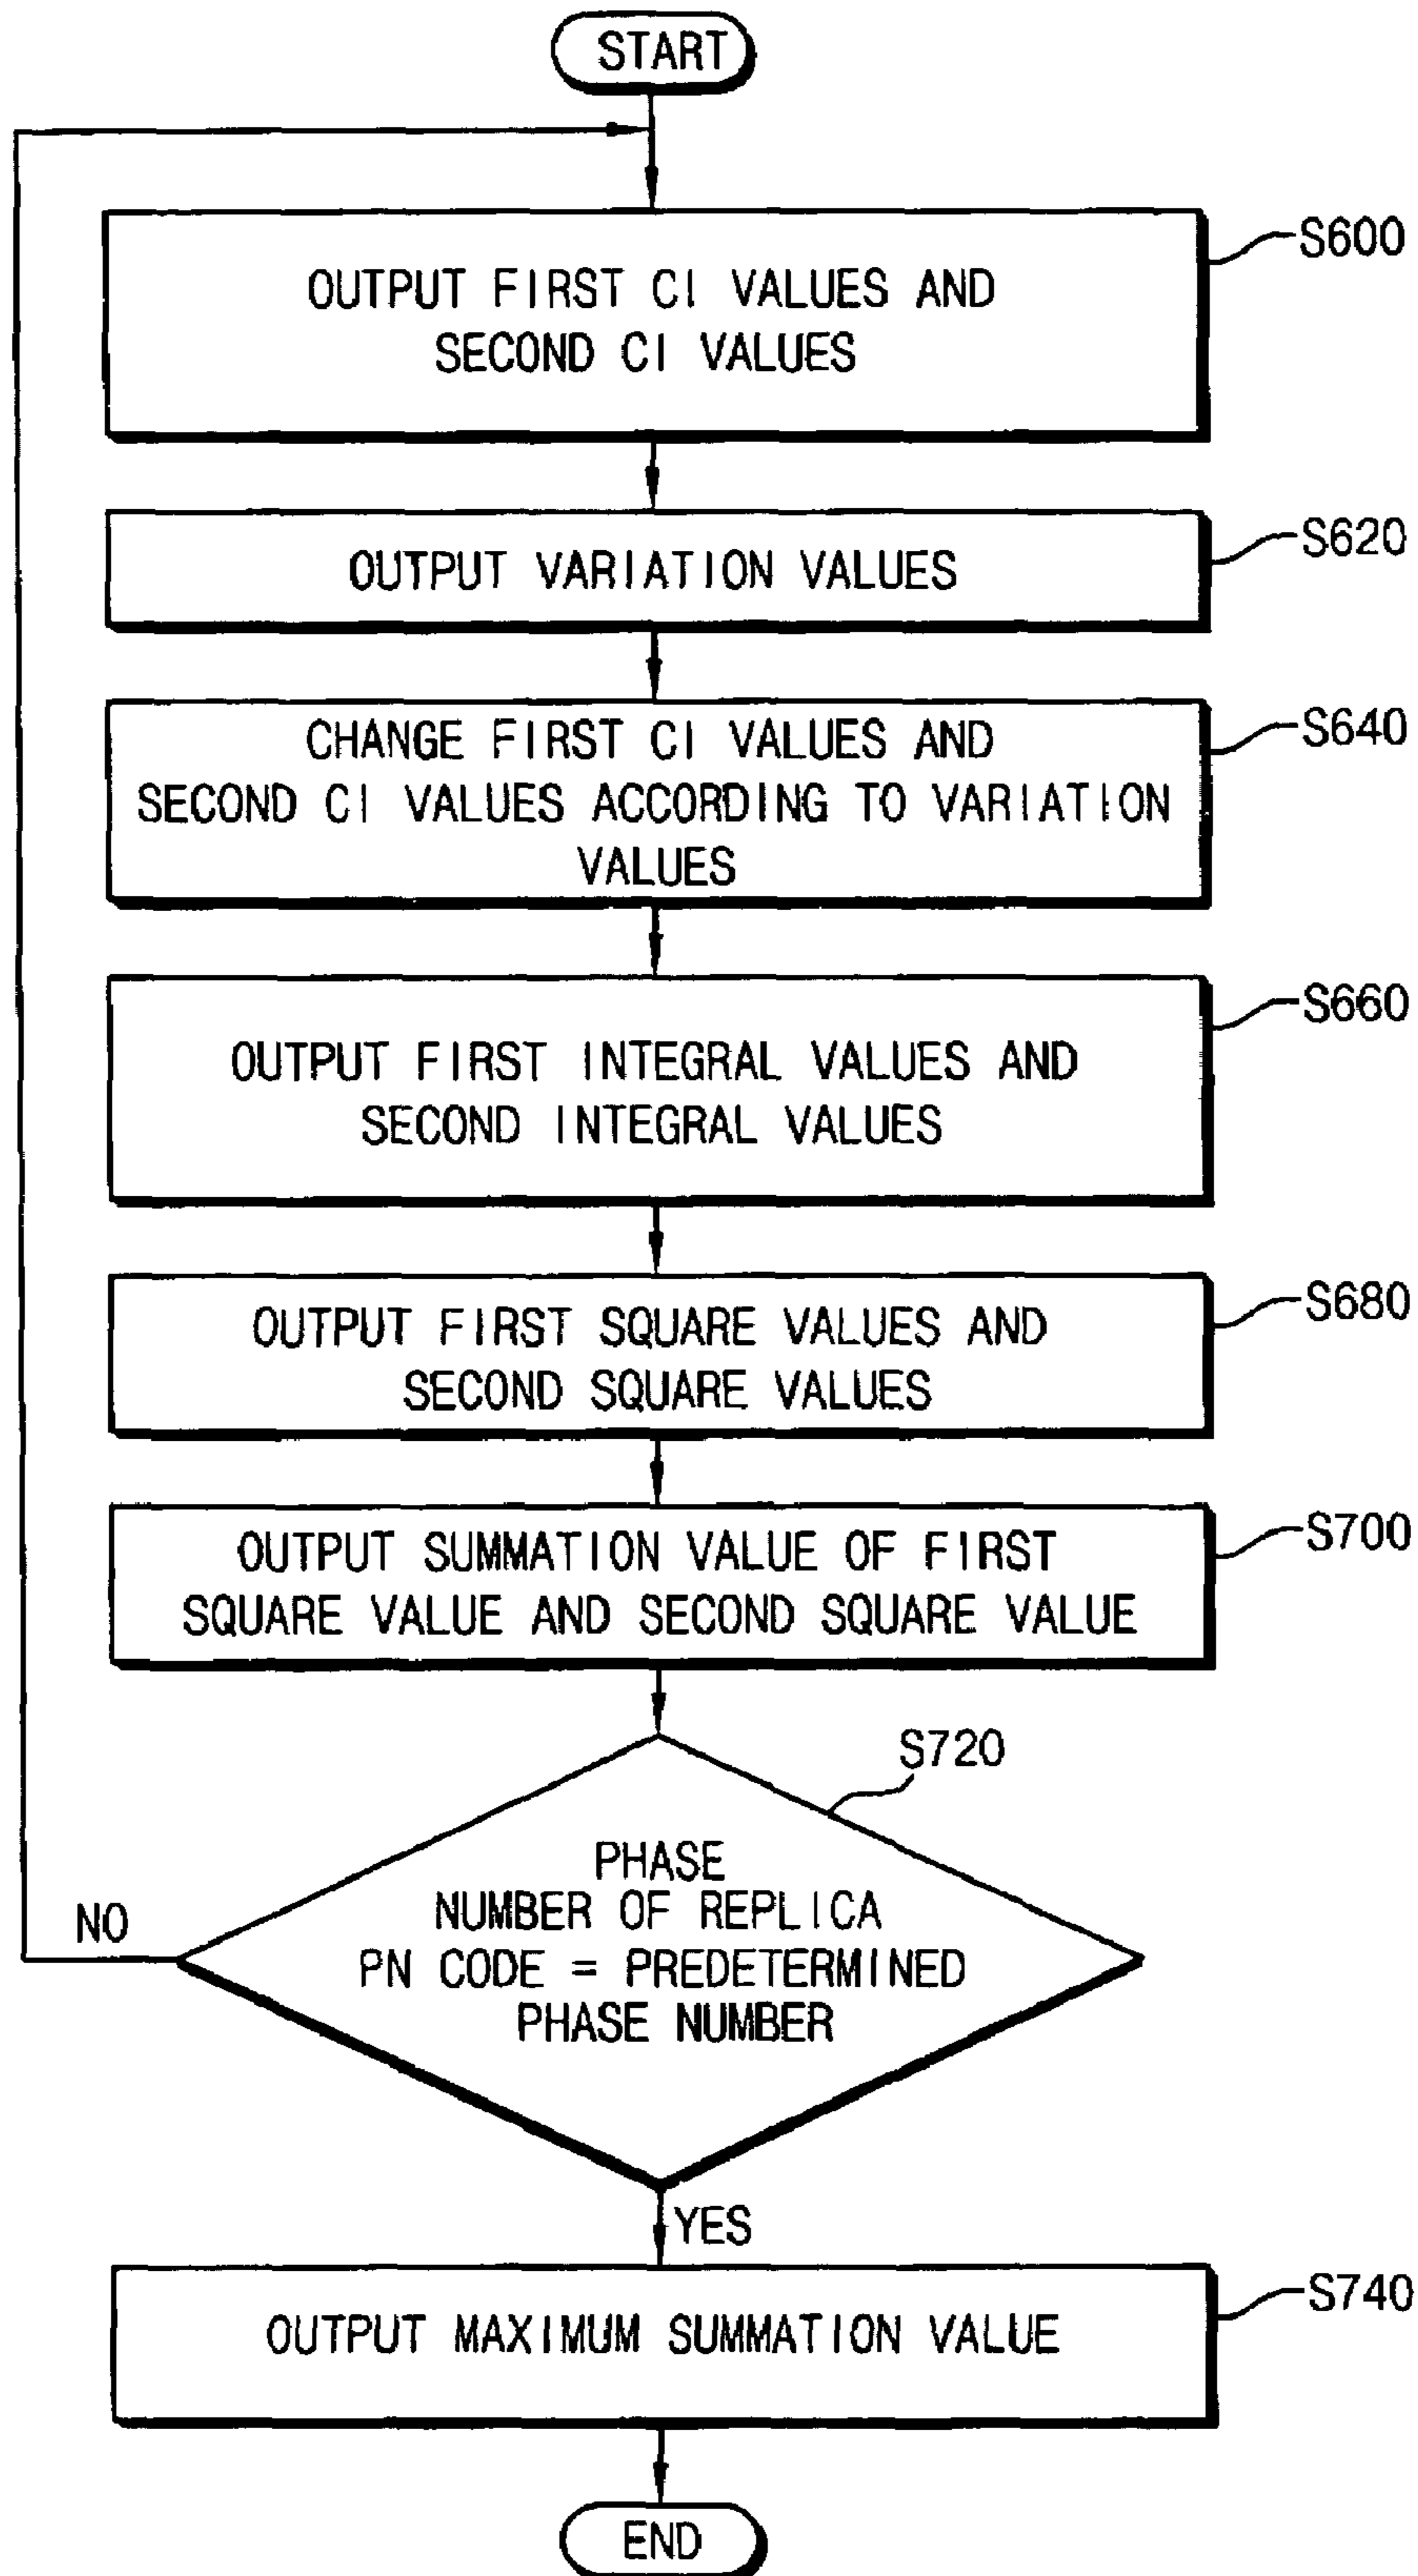 START
OUTPUT FIRST CI VALUES AND
SECOND CI VALUES
S600
OUTPUT VARIATION VALUES
S620
CHANGE FIRST CI VALUES AND
SECOND CI VALUES ACCORDING TO VARIATION
VALUES
S640
OUTPUT FIRST INTEGRAL VALUES AND
SECOND INTEGRAL VALUES
S660
OUTPUT FIRST SQUARE VALUES AND
SECOND SQUARE VALUES
S680
OUTPUT SUMMATION VALUE OF FIRST
SQUARE VALUE AND SECOND SQUARE VALUE
S700
S720
PHASE
NUMBER OF REPLICA
PN CODE = PREDETERMINED
PHASE NUMBER
NO
YES
OUTPUT MAXIMUM SUMMATION VALUE
S740
END